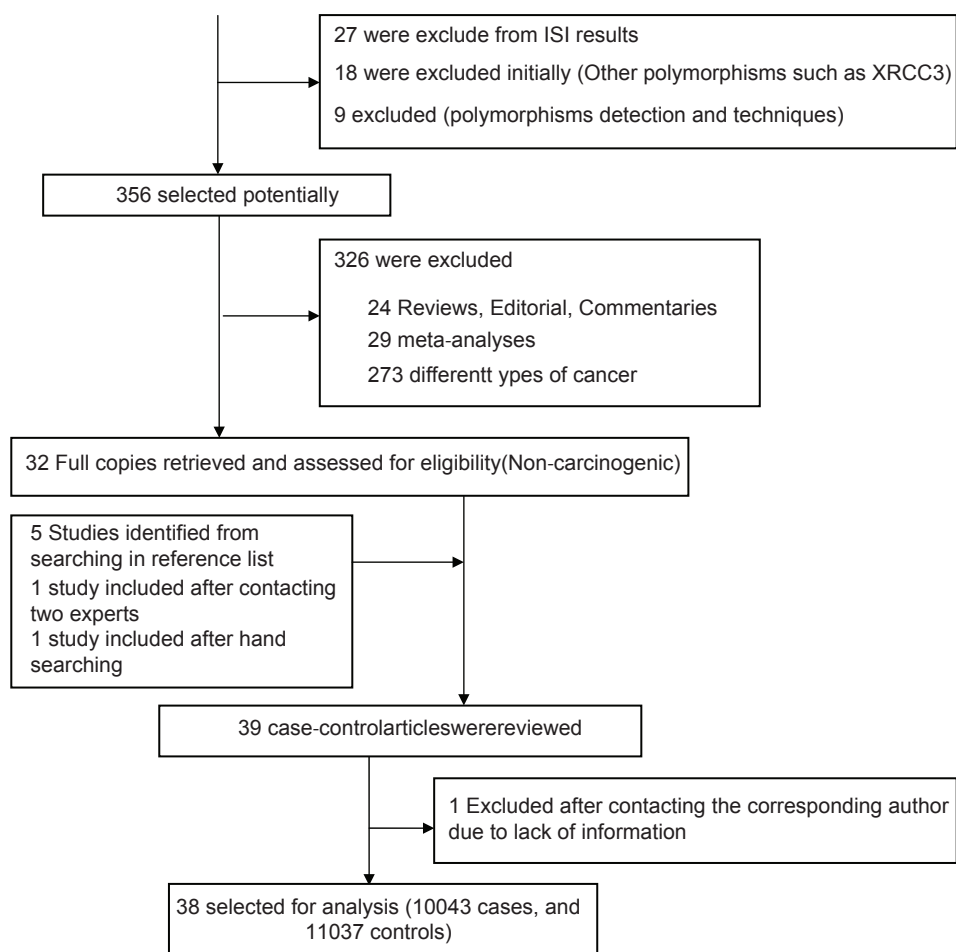 27 were exclude from ISI results
18 were excluded initially (Other polymorphisms such as XRCC3)
9 excluded (polymorphisms detection and techniques)
356 selected potentially
326 were excluded
24 Reviews, Editorial, Commentaries
29 meta-analyses
273 differentt ypes of cancer
32 Full copies retrieved and assessed for eligibility(Non-carcinogenic)
5 Studies identified from
searching in reference list
1 study included after contacting
two experts
1 study included after hand
searching
39 case-controlarticleswerereviewed
1 Excluded after contacting the corresponding author
due to lack of information
38 selected for analysis (10043 cases, and
11037 controls)